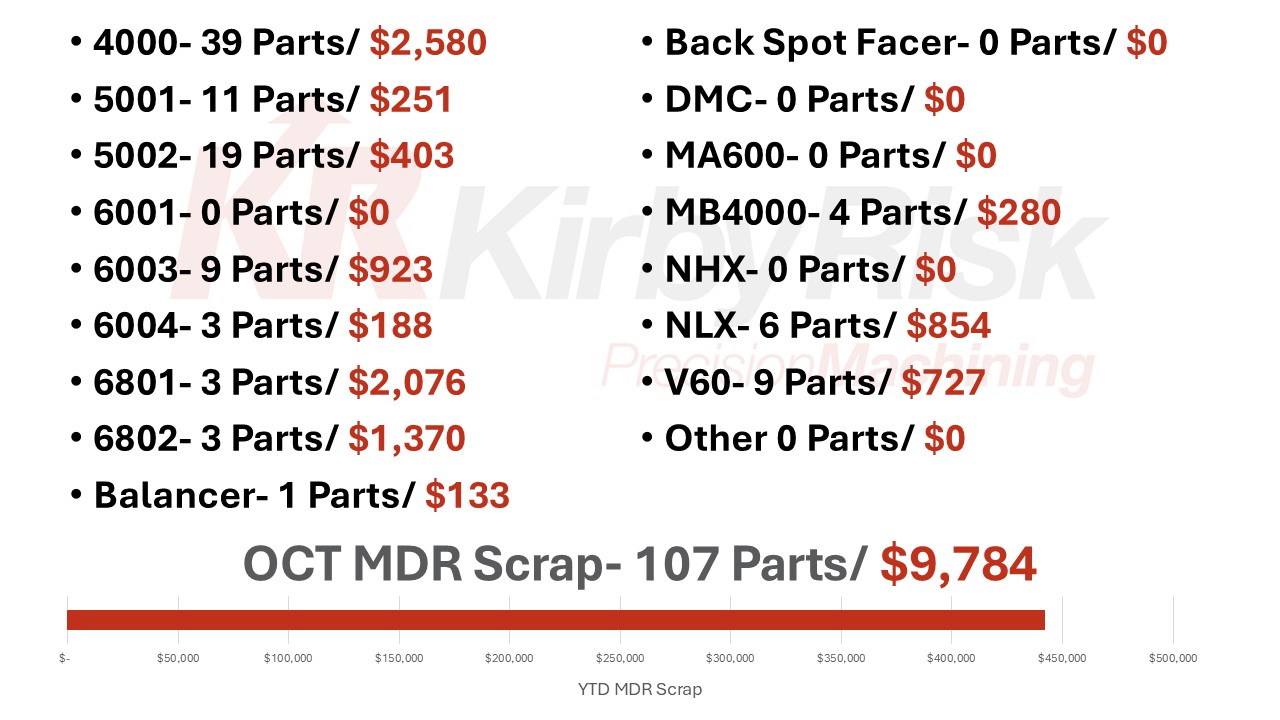 • 4000- 39 Parts/ $2,580
• 5001- 11 Parts/ $251
• 5002- 19 Parts/ $403
• 6001- 0 Parts/ $0
• 6003- 9 Parts/ $923
• 6004- 3 Parts/ $188
• 6801- 3 Parts/ $2,076
• 6802- 3 Parts/ $1,370
• Balancer- 1 Parts/ $133
• Back Spot Facer- 0 Parts/ $0
• DMC- 0 Parts/ $0
• MA600- 0 Parts/ $0
• MB4000- 4 Parts/ $280
• NHX- 0 Parts/ $0
• NLX- 6 Parts/ $854
• V60- 9 Parts/ $727
• Other 0 Parts/ $0
KR KirbyRisk
PrecisionMachining
OCT MDR Scrap- 107 Parts/ $9,784
$- $50,000 $100,000 $150,000 $200,000 $250,000 $300,000 $350,000 $400,000 $450,000 $500,000
YTD MDR Scrap